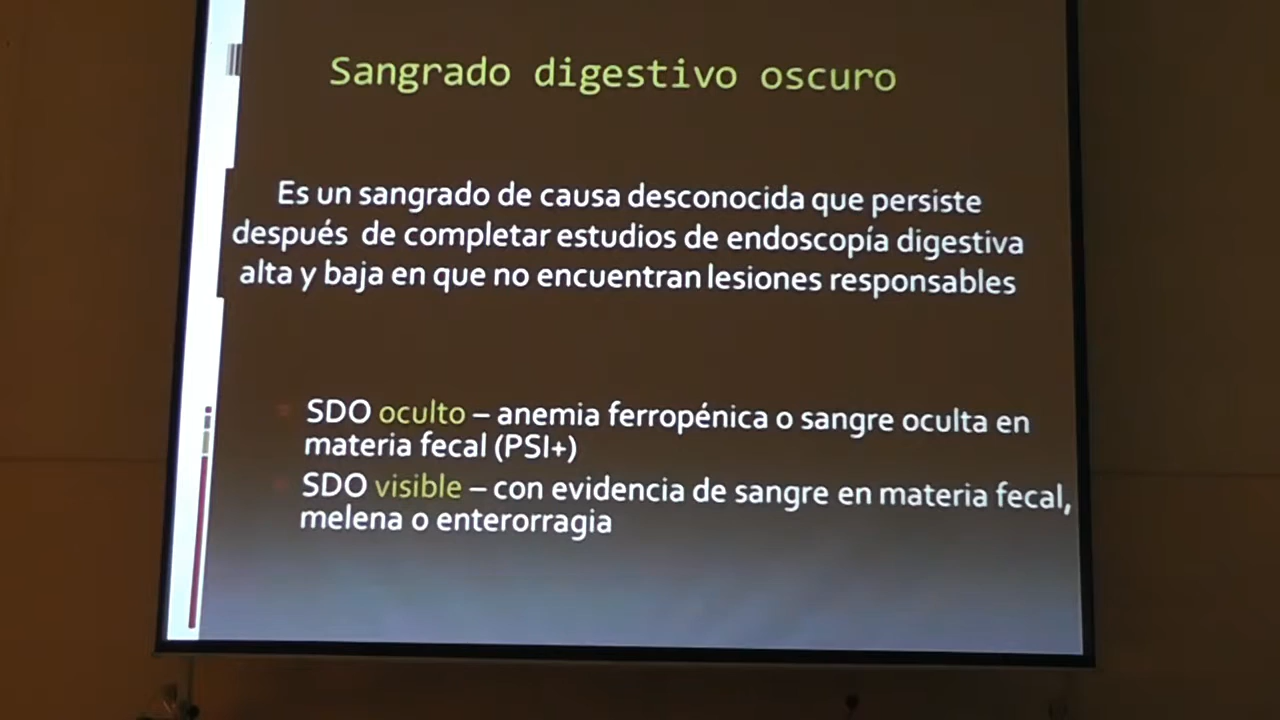 Sangrado digestivo oscuro
Es un sangrado de causa desconocida que persiste
después de completar estudios de endoscopía digestiva
alta y baja en que no encuentran lesiones responsables
SDO oculto – anemia ferropénica o sangre oculta en
materia fecal (PSI+)
SDO visible – con evidencia de sangre en materia fecal,
melena o enterorragia